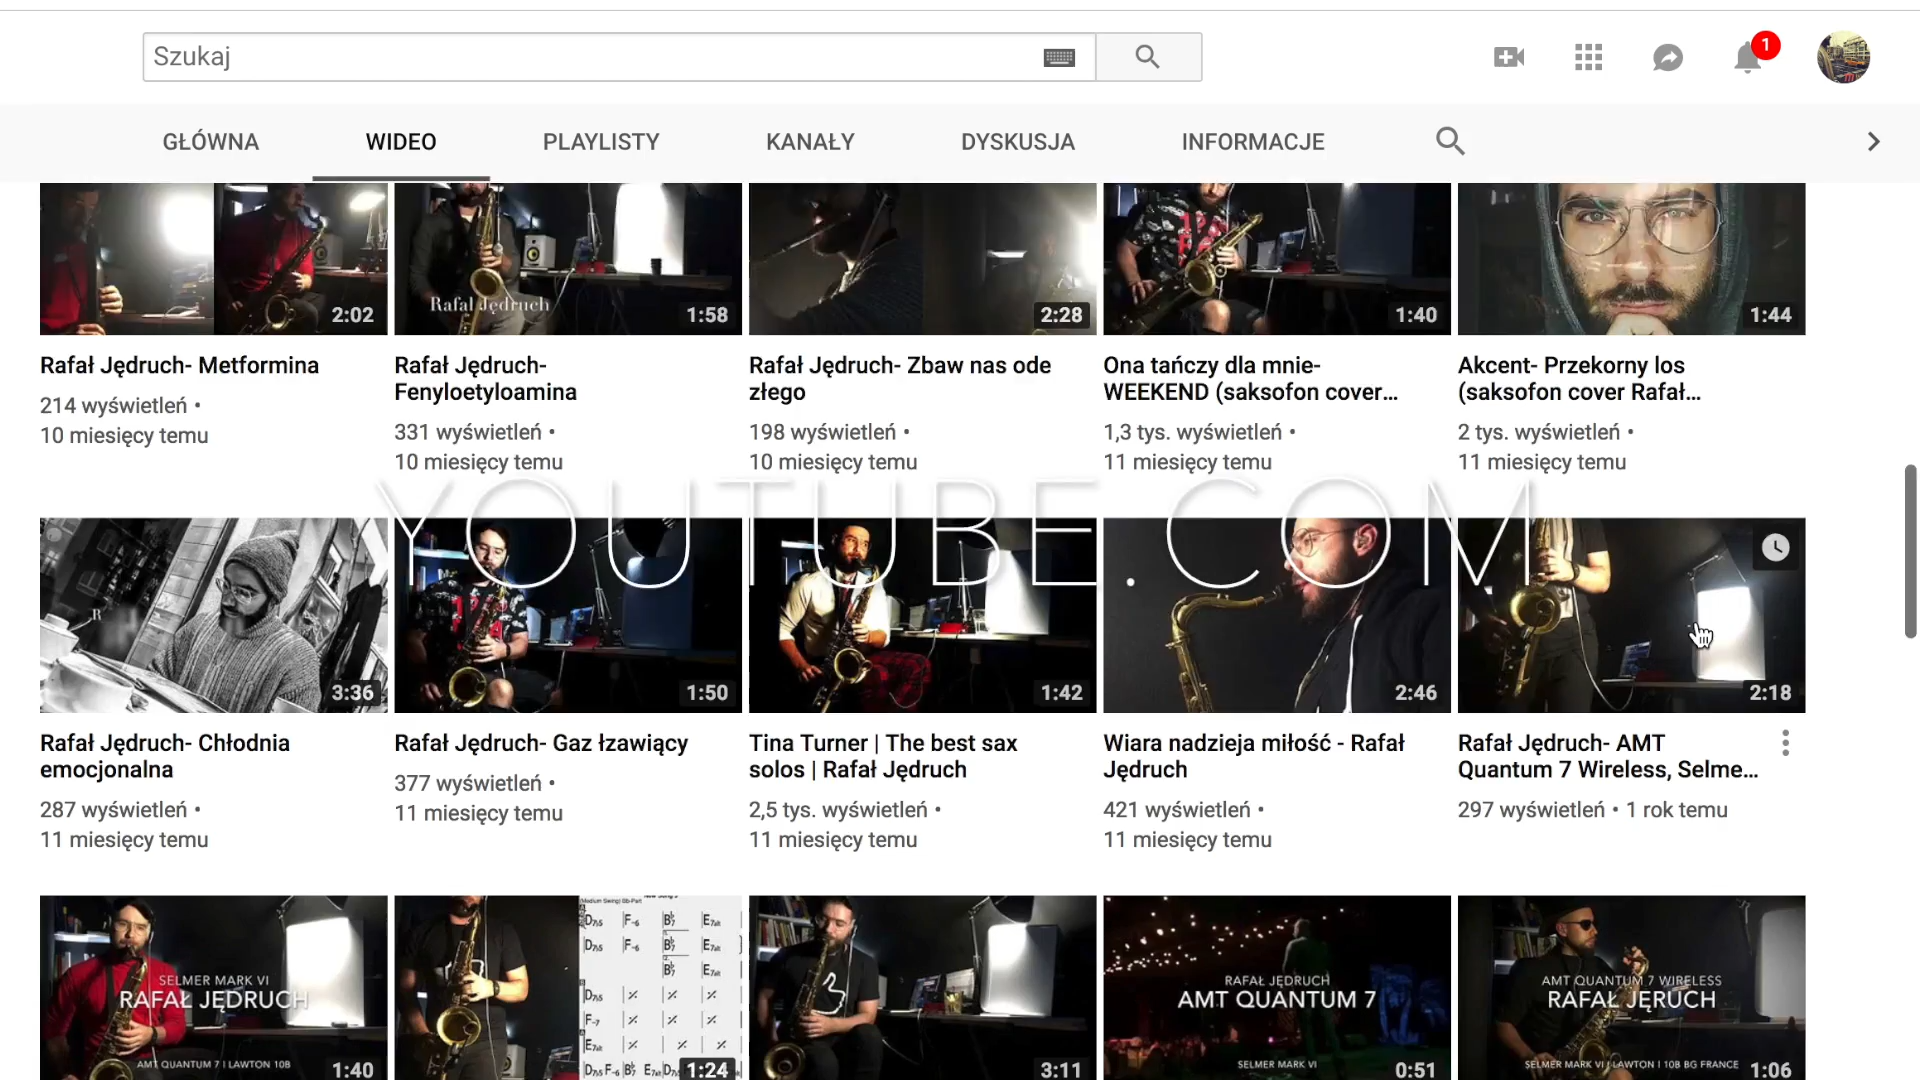 Szukaj
1
GŁÓWNA
WIDEO
PLAYLISTY
KANAŁY
DYSKUSJA
INFORMACJE
Rafał Jędruch
2:02
1:58
2:28
1:40
1:44
Rafał Jędruch- Metformina
214 wyświetleń •
10 miesięcy temu
Rafał Jędruch-
Fenyloetyloamina
331 wyświetleń •
10 miesięcy temu
Rafał Jędruch- Zbaw nas ode
złego
198 wyświetleń •
10 miesięcy temu
Ona tańczy dla mnie-
WEEKEND (saksofon cover...
1,3 tys. wyświetleń •
11 miesięcy temu
Akcent- Przekorny los
(saksofon cover Rafał...
2 tys. wyświetleń •
11 miesięcy temu
YOUTUBE.COM
3:36
1:50
1:42
2:46
2:18
Rafał Jędruch- Chłodnia
emocjonalna
287 wyświetleń •
11 miesięcy temu
Rafał Jędruch- Gaz łzawiący
377 wyświetleń •
11 miesięcy temu
Tina Turner | The best sax
solos | Rafał Jędruch
2,5 tys. wyświetleń •
11 miesięcy temu
Wiara nadzieja miłość - Rafał
Jędruch
421 wyświetleń •
11 miesięcy temu
Rafał Jędruch- AMT
Quantum 7 Wireless, Selme...
297 wyświetleń • 1 rok temu
SELMER MARK VI
RAFAŁ JĘDRUCH
AMT QUANTUM 7 | LAWTON 10B
1:40
(Medium Swing) Bb-Part
1:24
3:11
RAFAŁ JĘDRUCH
AMT QUANTUM 7
SELMER MARK VI
0:51
AMT QUANTUM 7 WIRELESS
RAFAŁ JĘRUCH
SELMER MARK VI | LAWTON | 10B BG FRANCE
1:06